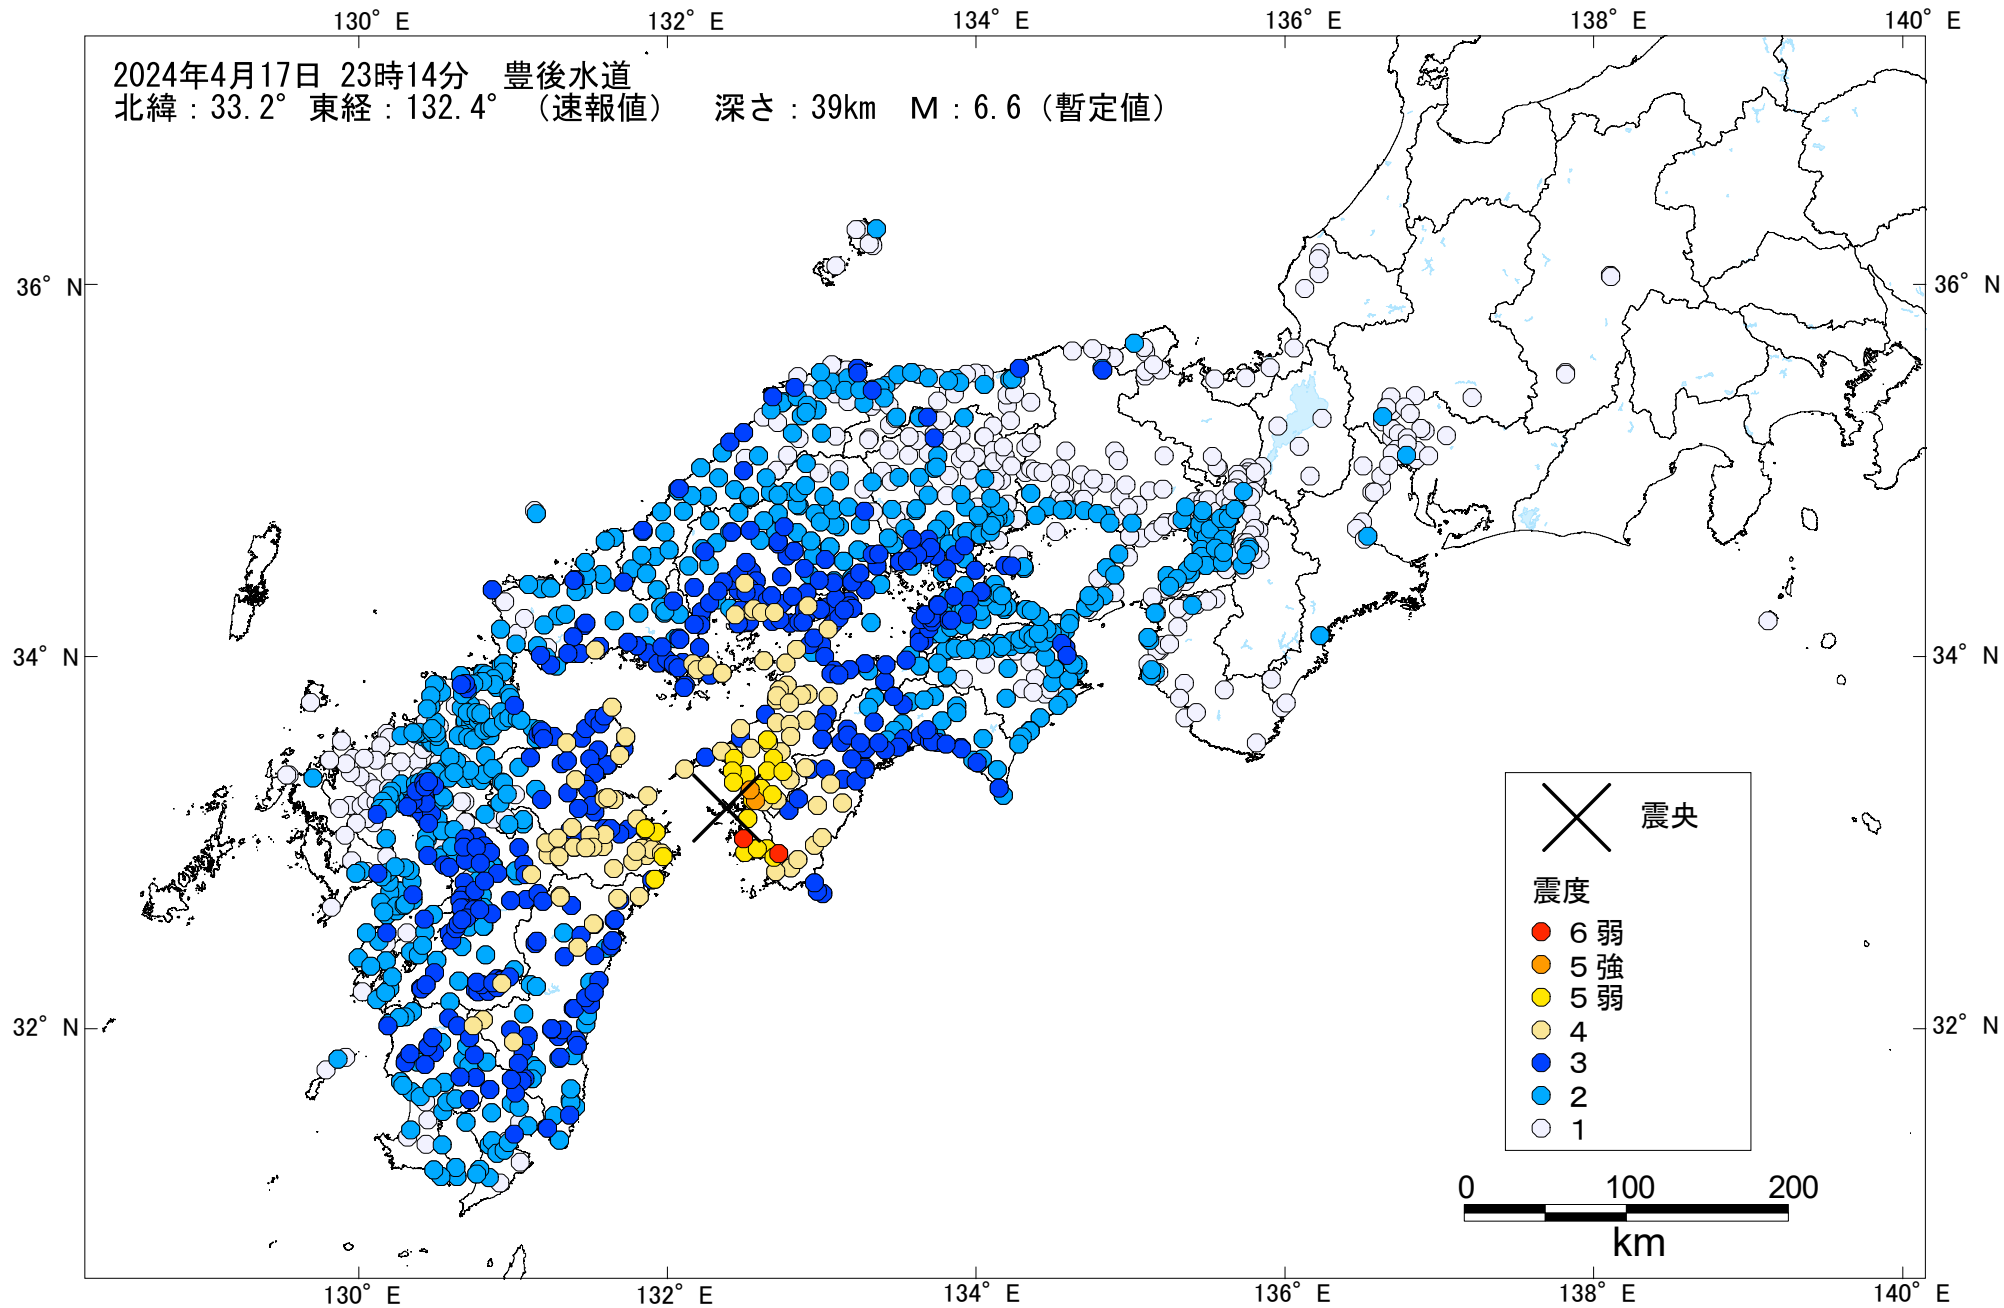 130° E 132° E 134° E 136° E 138° E 140° E
2024年4月17日 23時14分 豊後水道
北緯：33.2° 東経：132.4° （速報値） 深さ：39km Ｍ：6.6（暫定値）
36° N 36° N
34° N 34° N
32° N 32° N
震央
震度
６弱
５強
５弱
４
３
２
１
0 100 200
km
130° E 132° E 134° E 136° E 138° E 140° E